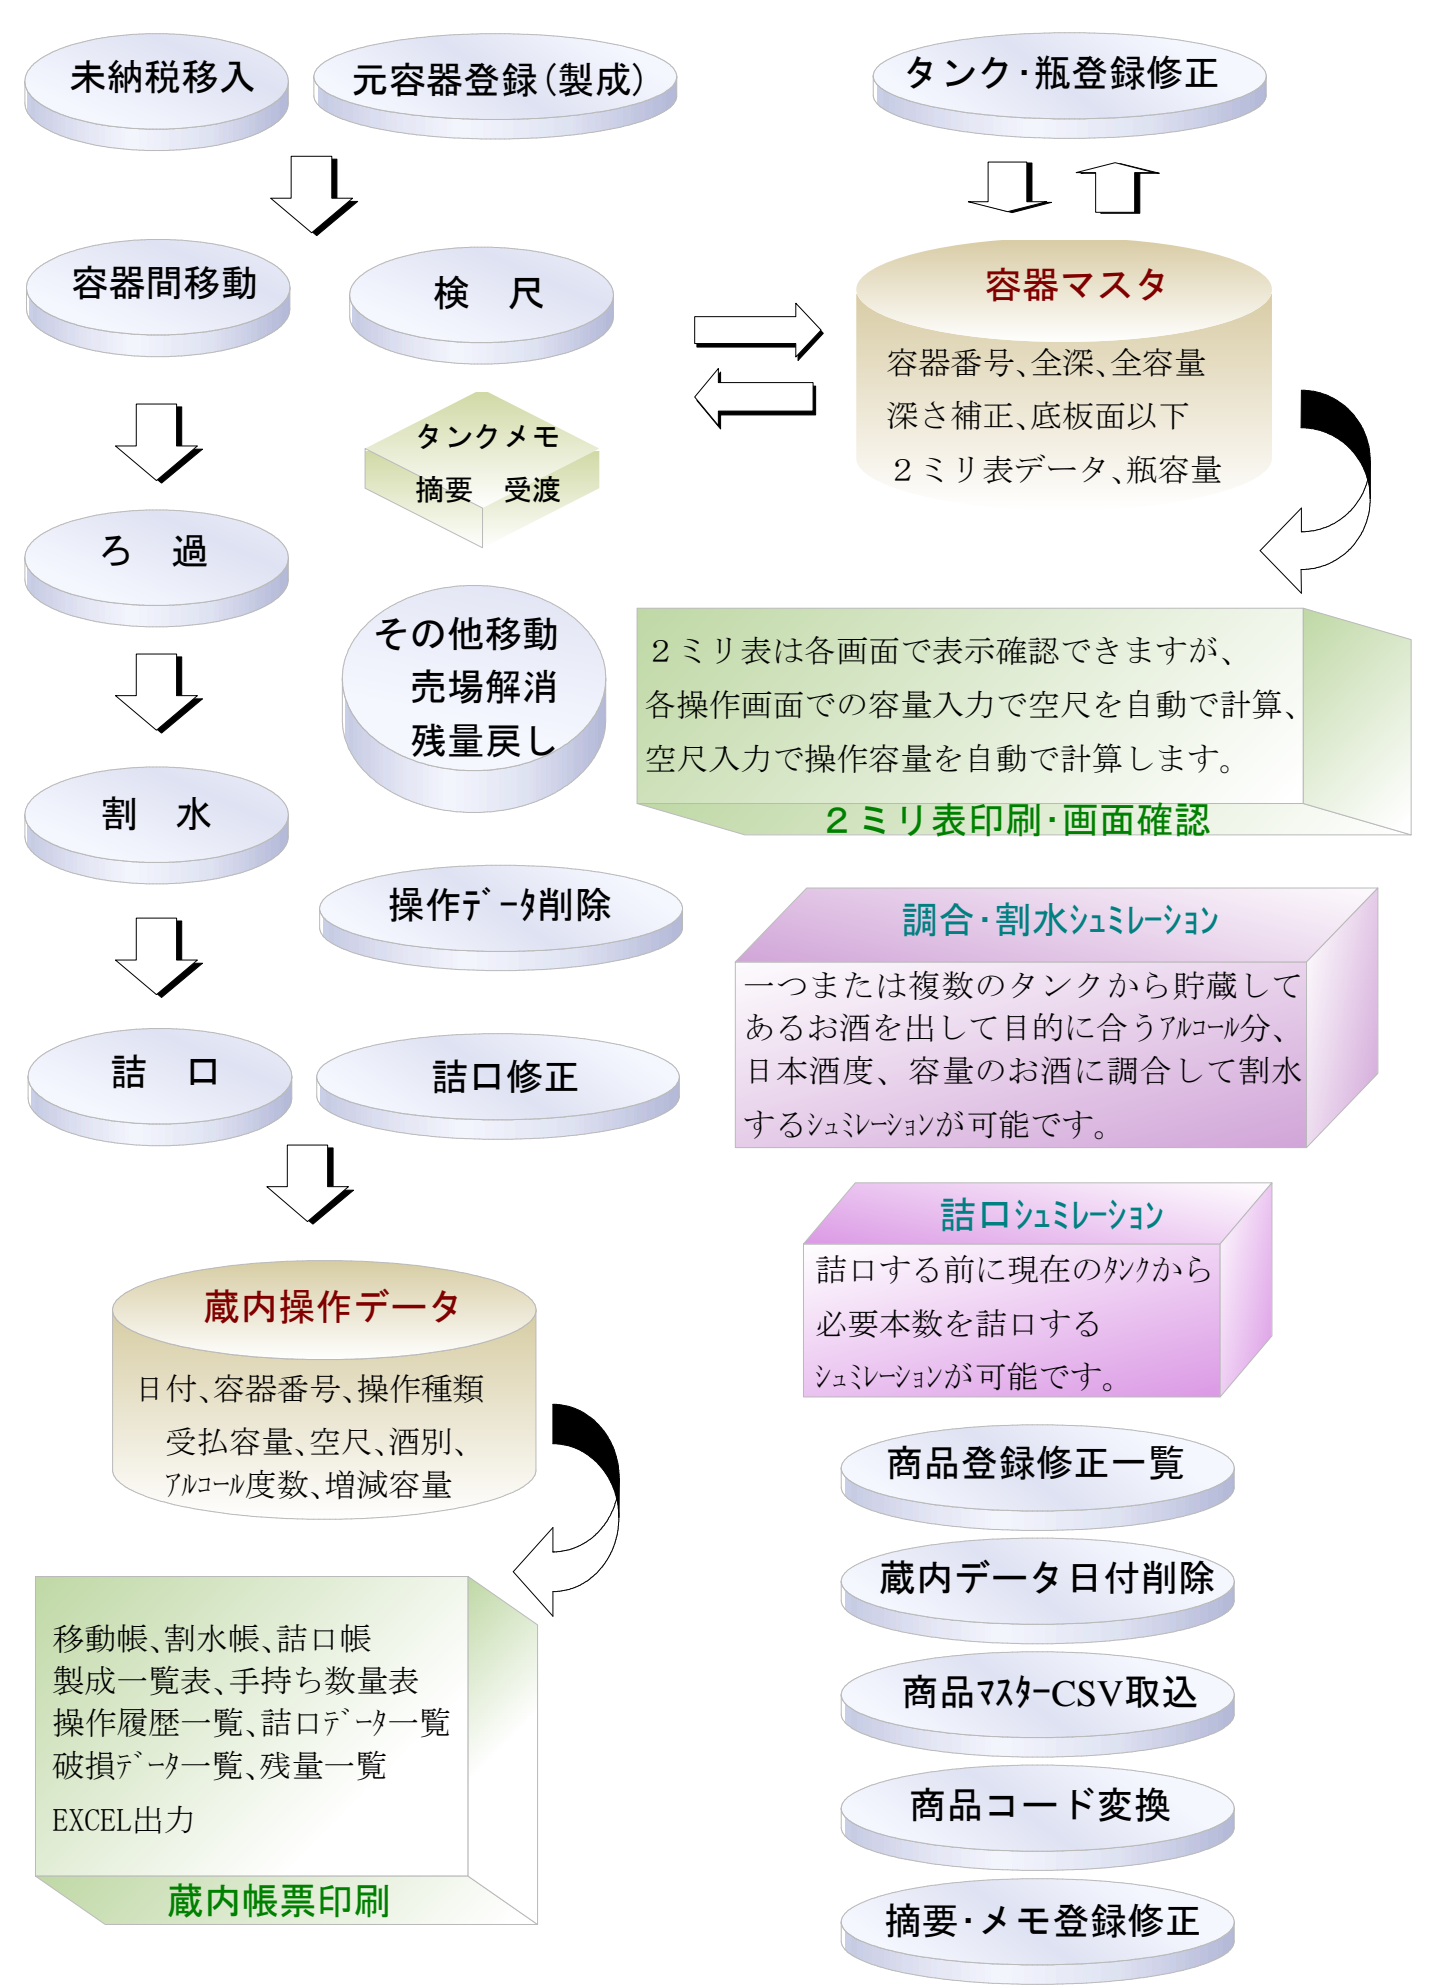 未納税移入
元容器登録(製成)
タンク・瓶登録修正
容器間移動
検　尺
容器マスタ
容器番号、全深、全容量
深さ補正、底板面以下
２ミリ表データ、瓶容量
タンクメモ
摘要　受渡
ろ　過
その他移動
売場解消
残量戻し
２ミリ表は各画面で表示確認できますが、
各操作画面での容量入力で空尺を自動で計算、
空尺入力で操作容量を自動で計算します。
２ミリ表印刷・画面確認
割　水
操作ﾃﾞｰﾀ削除
調合・割水ｼｭﾐﾚｰｼｮﾝ
一つまたは複数のタンクから貯蔵して
あるお酒を出して目的に合うｱﾙｺｰﾙ分、
日本酒度、容量のお酒に調合して割水
するｼｭﾐﾚｰｼｮﾝが可能です。
詰　口
詰口修正
詰口ｼｭﾐﾚｰｼｮﾝ
詰口する前に現在のﾀﾝｸから
必要本数を詰口する
ｼｭﾐﾚｰｼｮﾝが可能です。
蔵内操作データ
日付、容器番号、操作種類
受払容量、空尺、酒別、
ｱﾙｺｰﾙ度数、増減容量
移動帳、割水帳、詰口帳
製成一覧表、手持ち数量表
操作履歴一覧、詰口ﾃﾞｰﾀ一覧
破損ﾃﾞｰﾀ一覧、残量一覧
EXCEL出力
蔵内帳票印刷
商品登録修正一覧
蔵内データ日付削除
商品ﾏｽﾀｰCSV取込
商品コード変換
摘要・メモ登録修正